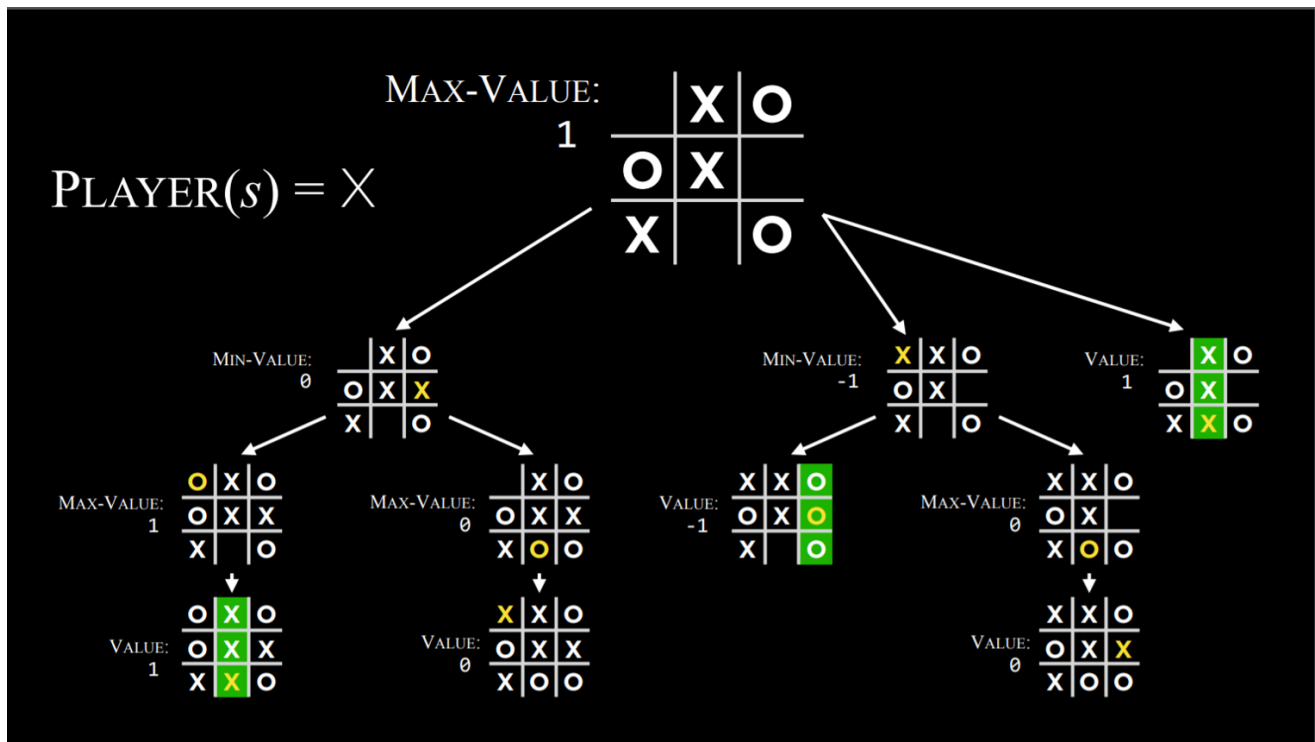 MAX-VALUE:
1
X O
O X
X O
PLAYER(s) = X
MIN-VALUE:
0
X O
O X X
X O
MIN-VALUE:
-1
X X O
O X
X O
VALUE:
1
X O
O X
X X O
MAX-VALUE:
1
O X O
O X X
X O
MAX-VALUE:
0
X O
O X X
X O O
VALUE:
-1
X X O
O X O
X O
MAX-VALUE:
0
X X O
O X
X O O
VALUE:
1
O X O
O X X
X X O
VALUE:
0
X X O
O X X
X O O
VALUE:
0
X X O
O X X
X O O